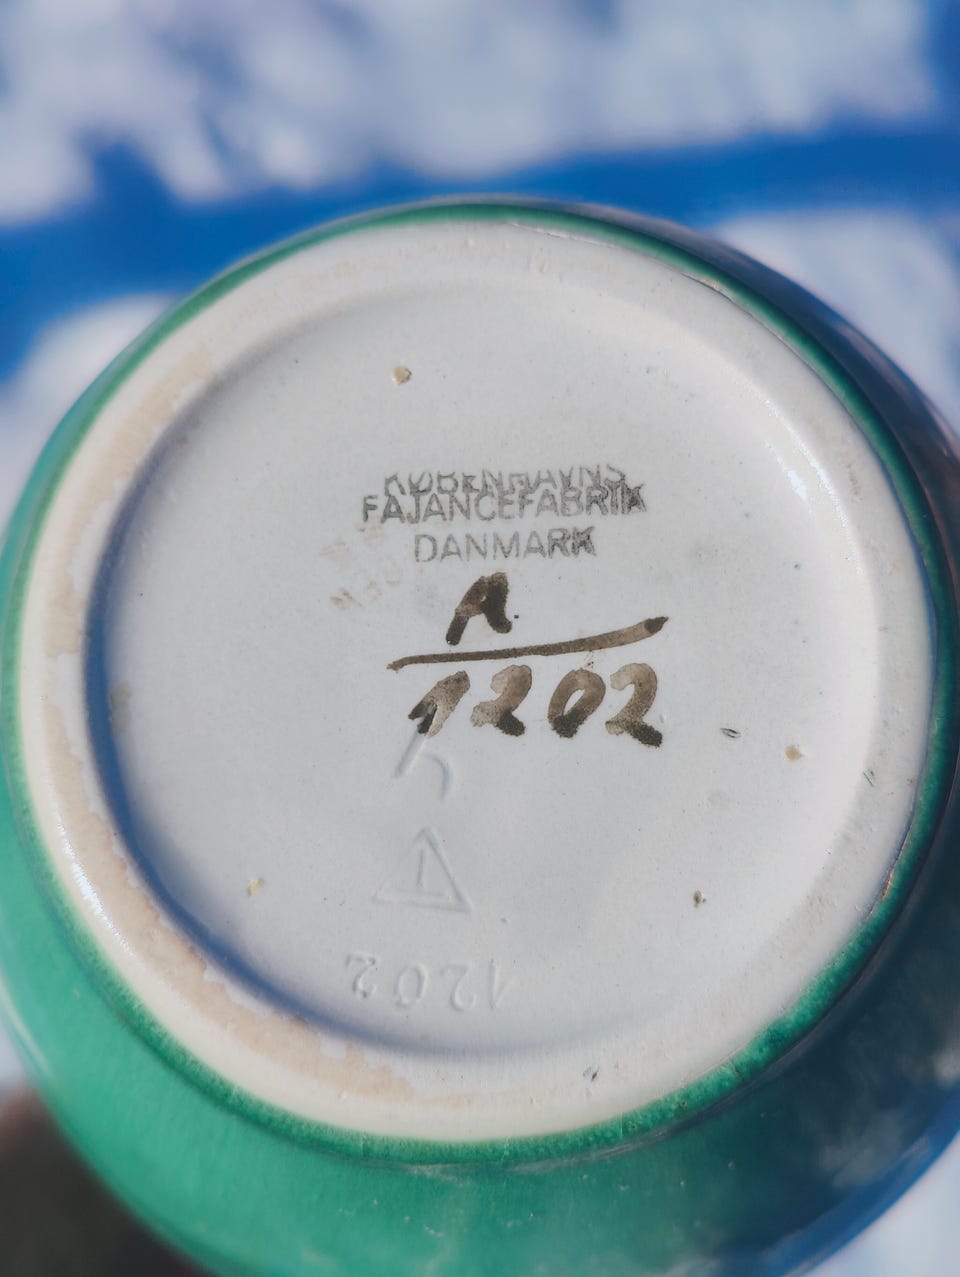 KØBENHAVNS
FAJANCEFABRIK
DANMARK
A
1202
1202